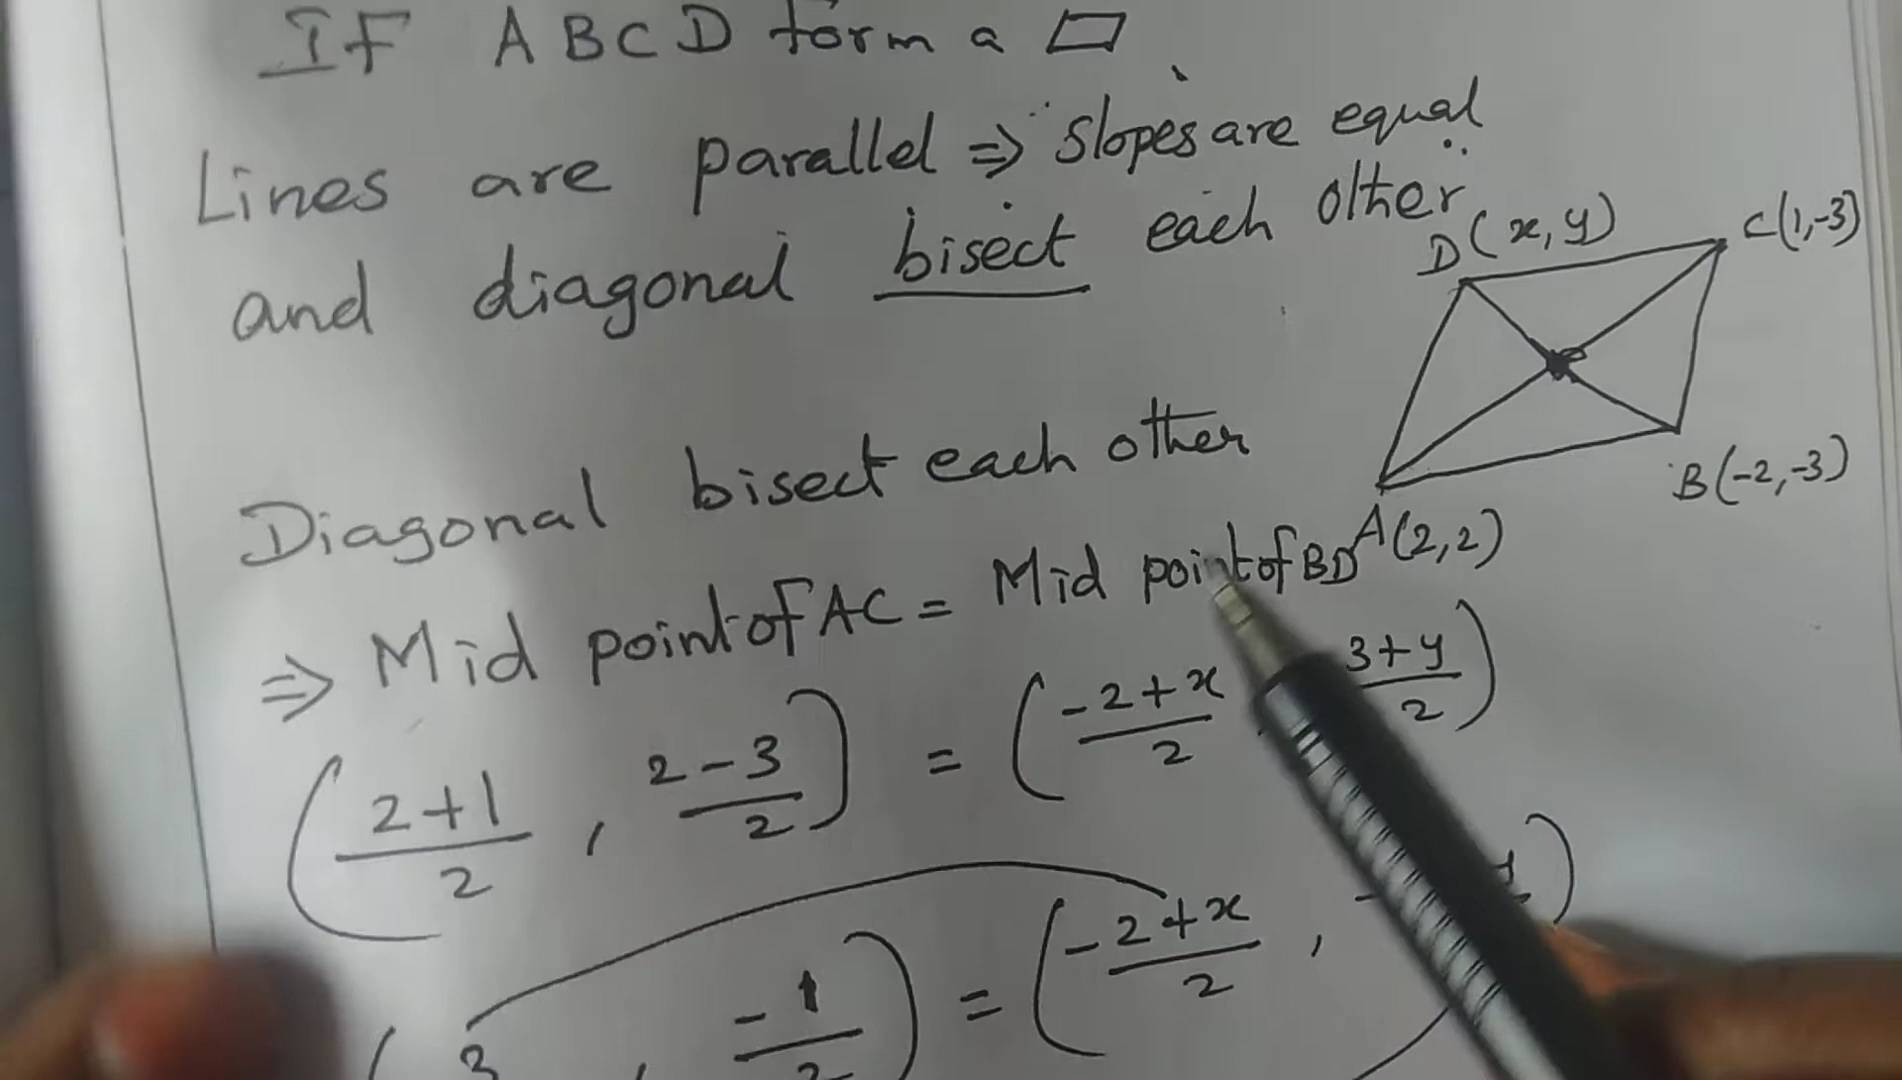 IF ABCD form a ▱
Lines are parallel ⇒ slopes are equal
and diagonal bisect each other
D(x,y)
C(1,-3)
B(-2,-3)
A(2,2)
Diagonal bisect each other
⇒ Mid point of AC = Mid point of BD
(2+1/2, 2-3/2) = (-2+x/2 3+y/2)
-1/2) = (-2+x/2,